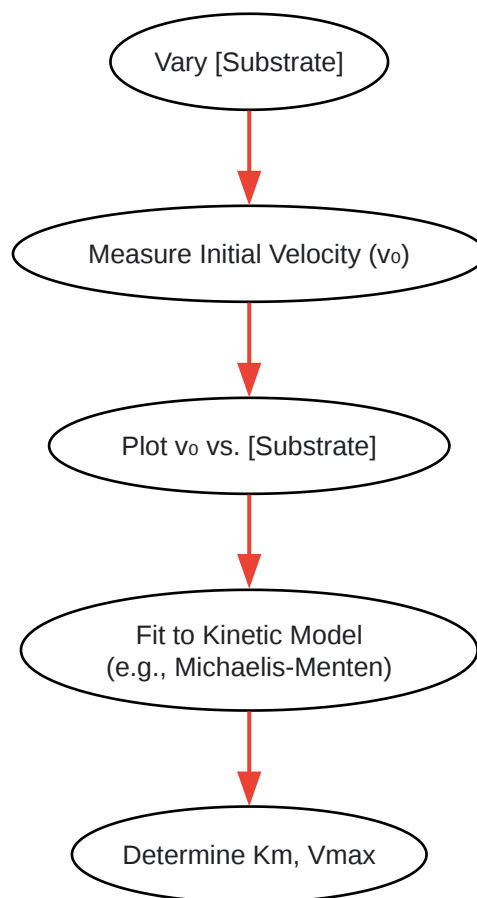 Vary [Substrate]
Measure Initial Velocity (v₀)
Plot v₀ vs. [Substrate]
Fit to Kinetic Model
(e.g., Michaelis-Menten)
Determine Km, Vmax